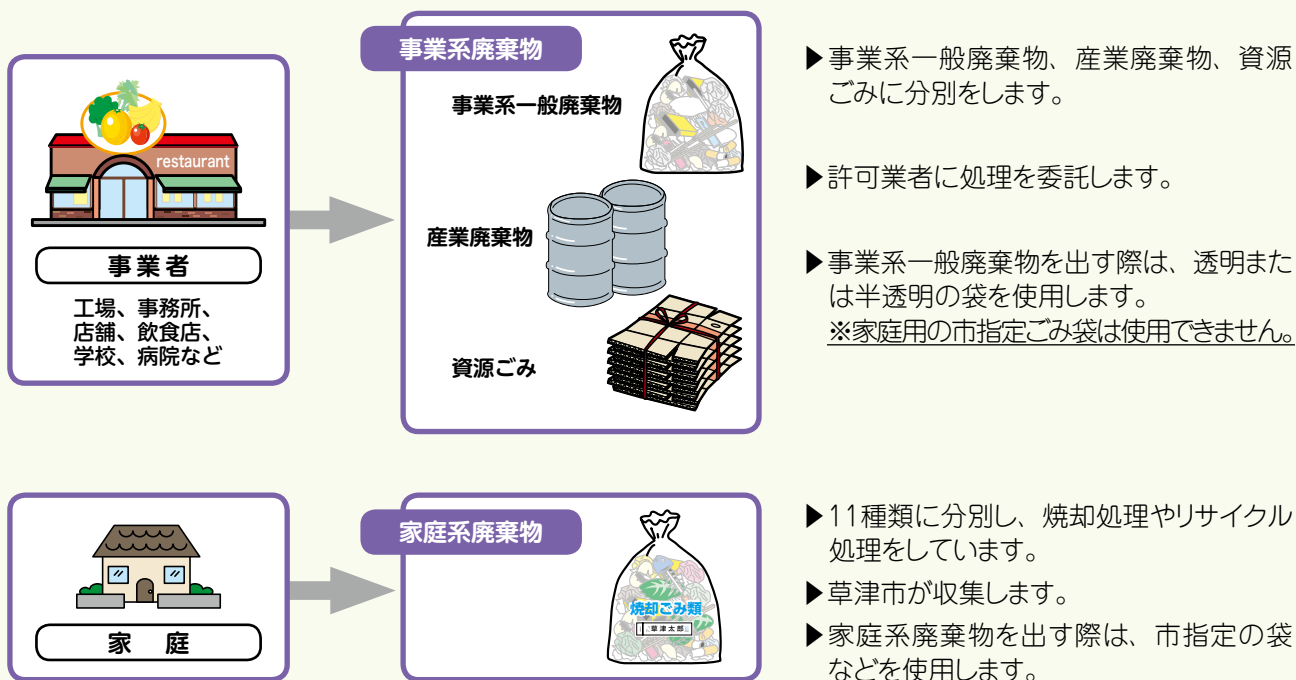 restaurant
事業者
工場、事務所、
店舗、飲食店、
学校、病院など
事業系廃棄物
事業系一般廃棄物
産業廃棄物
資源ごみ
▶事業系一般廃棄物、産業廃棄物、資源
ごみに分別をします。
▶許可業者に処理を委託します。
▶事業系一般廃棄物を出す際は、透明また
は半透明の袋を使用します。
※家庭用の市指定ごみ袋は使用できません。
家　庭
家庭系廃棄物
焼却ごみ類
草津太郎
▶11種類に分別し、焼却処理やリサイクル
処理をしています。
▶草津市が収集します。
▶家庭系廃棄物を出す際は、市指定の袋
などを使用します。